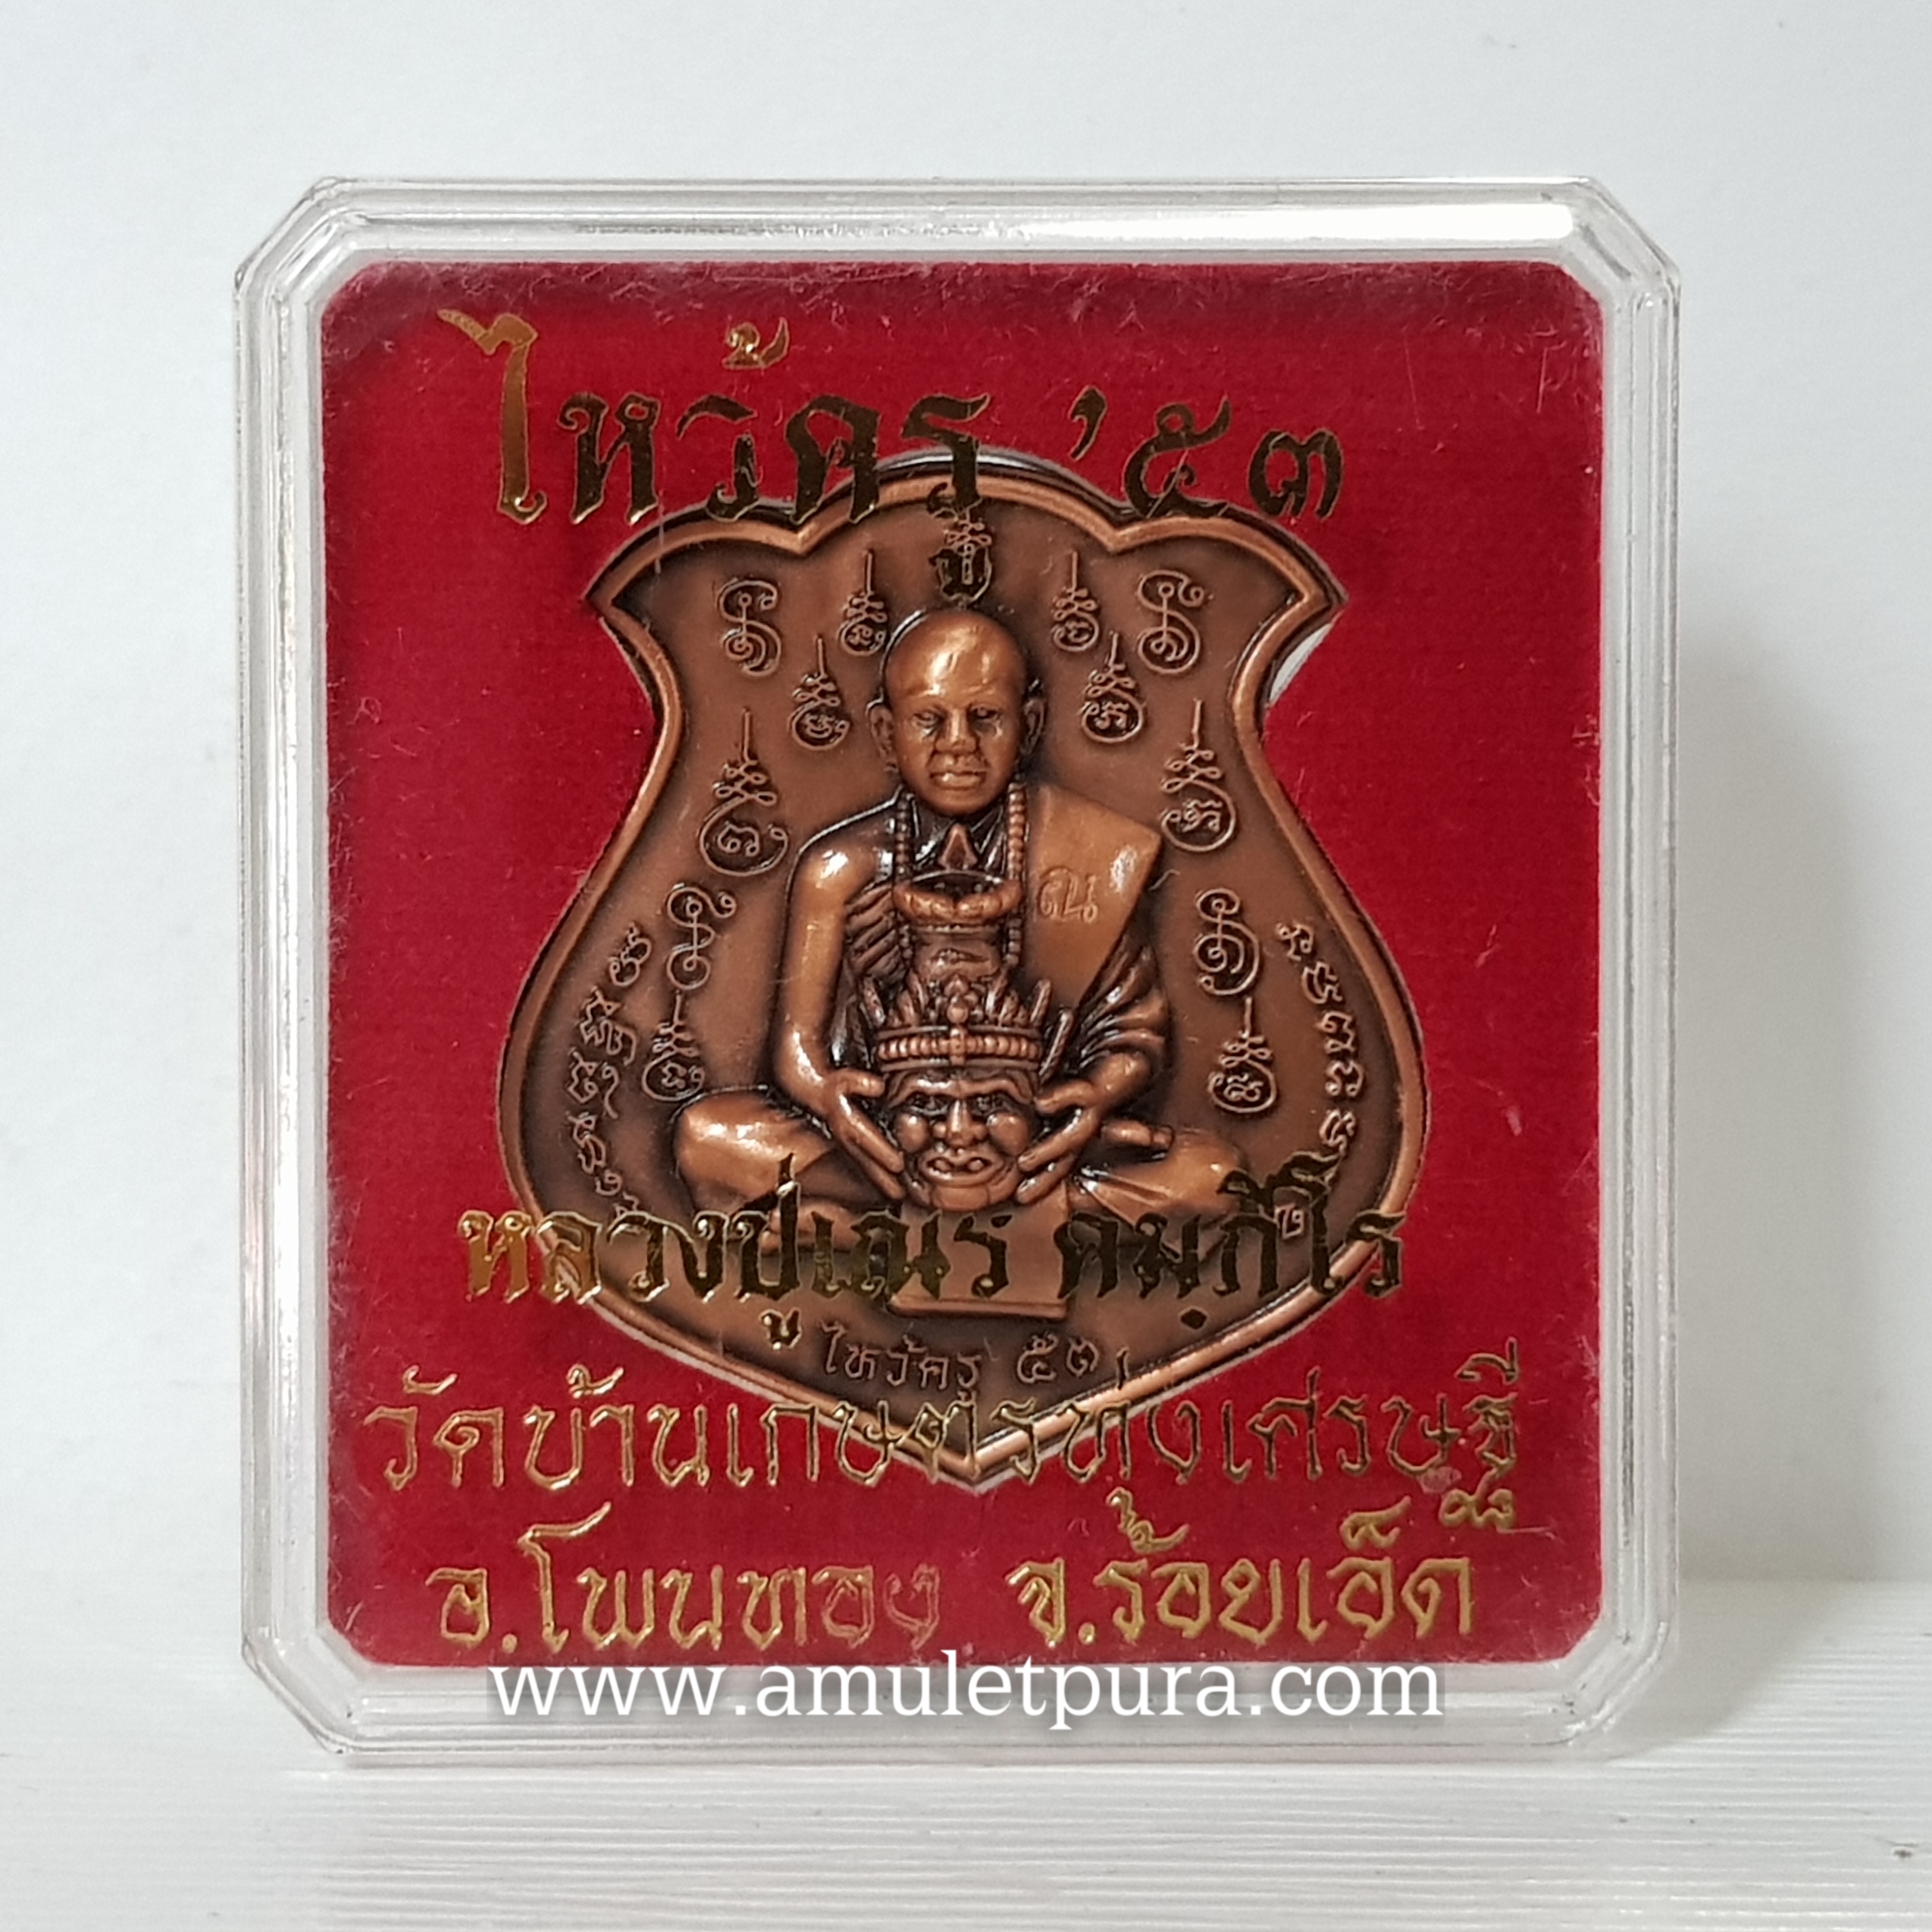 ไหว้ครู '๕๓
ณ
หลวงปู่เณร คมฺภีโร
ไหว้ครู ๕๓
วัดบ้านเกษตรทุ่งเศรษฐี
อ.โพนทอง จ.ร้อยเอ็ด
www.amuletpura.com